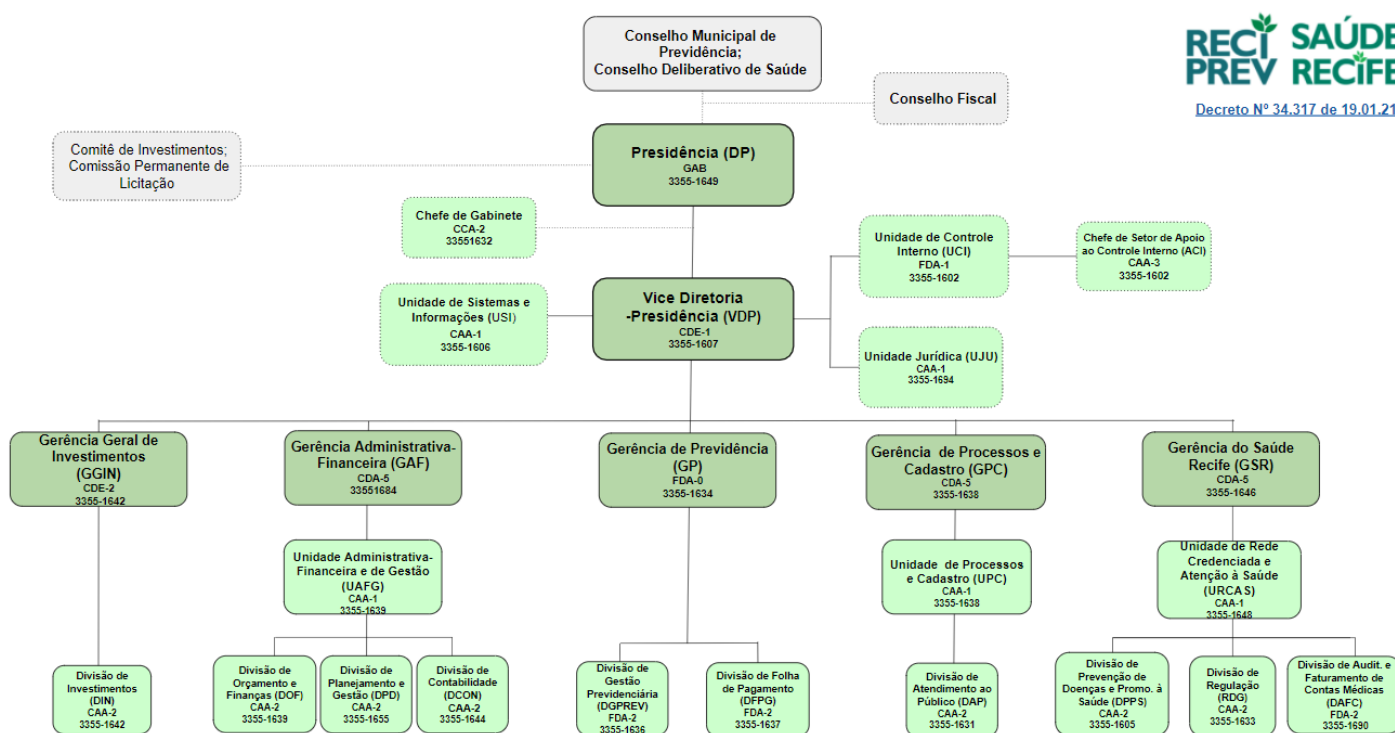 Conselho Municipal de
Previdência;
Conselho Deliberativo de Saúde
RECI
PREV
SAÚDE
RECIFE
Decreto Nº 34.317 de 19.01.21
Conselho Fiscal
Comitê de Investimentos;
Comissão Permanente de
Licitação
Presidência (DP)
GAB
3355-1649
Chefe de Gabinete
CCA-2
33551632
Unidade de Controle
Interno (UCI)
FDA-1
3355-1602
Chefe de Setor de Apoio
ao Controle Interno (ACI)
CAA-3
3355-1602
Unidade de Sistemas e
Informações (USI)
CAA-1
3355-1606
Vice Diretoria
-Presidência (VDP)
CDE-1
3355-1607
Unidade Jurídica (UJU)
CAA-1
3355-1694
Gerência Geral de
Investimentos
(GGIN)
CDE-2
3355-1642
Gerência Administrativa-
Financeira (GAF)
CDA-5
33551684
Gerência de Previdência
(GP)
FDA-0
3355-1634
Gerência de Processos e
Cadastro (GPC)
CDA-5
3355-1638
Gerência do Saúde
Recife (GSR)
CDA-5
3355-1646
Unidade Administrativa-
Financeira e de Gestão
(UAFG)
CAA-1
3355-1639
Unidade de Processos
e Cadastro (UPC)
CAA-1
3355-1638
Unidade de Rede
Credenciada e
Atenção à Saúde
(URCAS)
CAA-1
3355-1648
Divisão de
Investimentos
(DIN)
CAA-2
3355-1642
Divisão de
Orçamento e
Finanças (DOF)
CAA-2
3355-1639
Divisão de
Planejamento e
Gestão (DPD)
CAA-2
3355-1655
Divisão de
Contabilidade
(DCON)
CAA-2
3355-1644
Divisão de
Gestão
Previdenciária
(DGPREV)
FDA-2
3355-1636
Divisão de Folha
de Pagamento
(DFPG)
FDA-2
3355-1637
Divisão de
Atendimento ao
Público (DAP)
CAA-2
3355-1631
Divisão de
Prevenção de
Doenças e Promo. à
Saúde (DPPS)
CAA-2
3355-1605
Divisão de
Regulação
(RDG)
CAA-2
3355-1633
Divisão de Audit. e
Faturamento de
Contas Médicas
(DAFC)
FDA-2
3355-1690